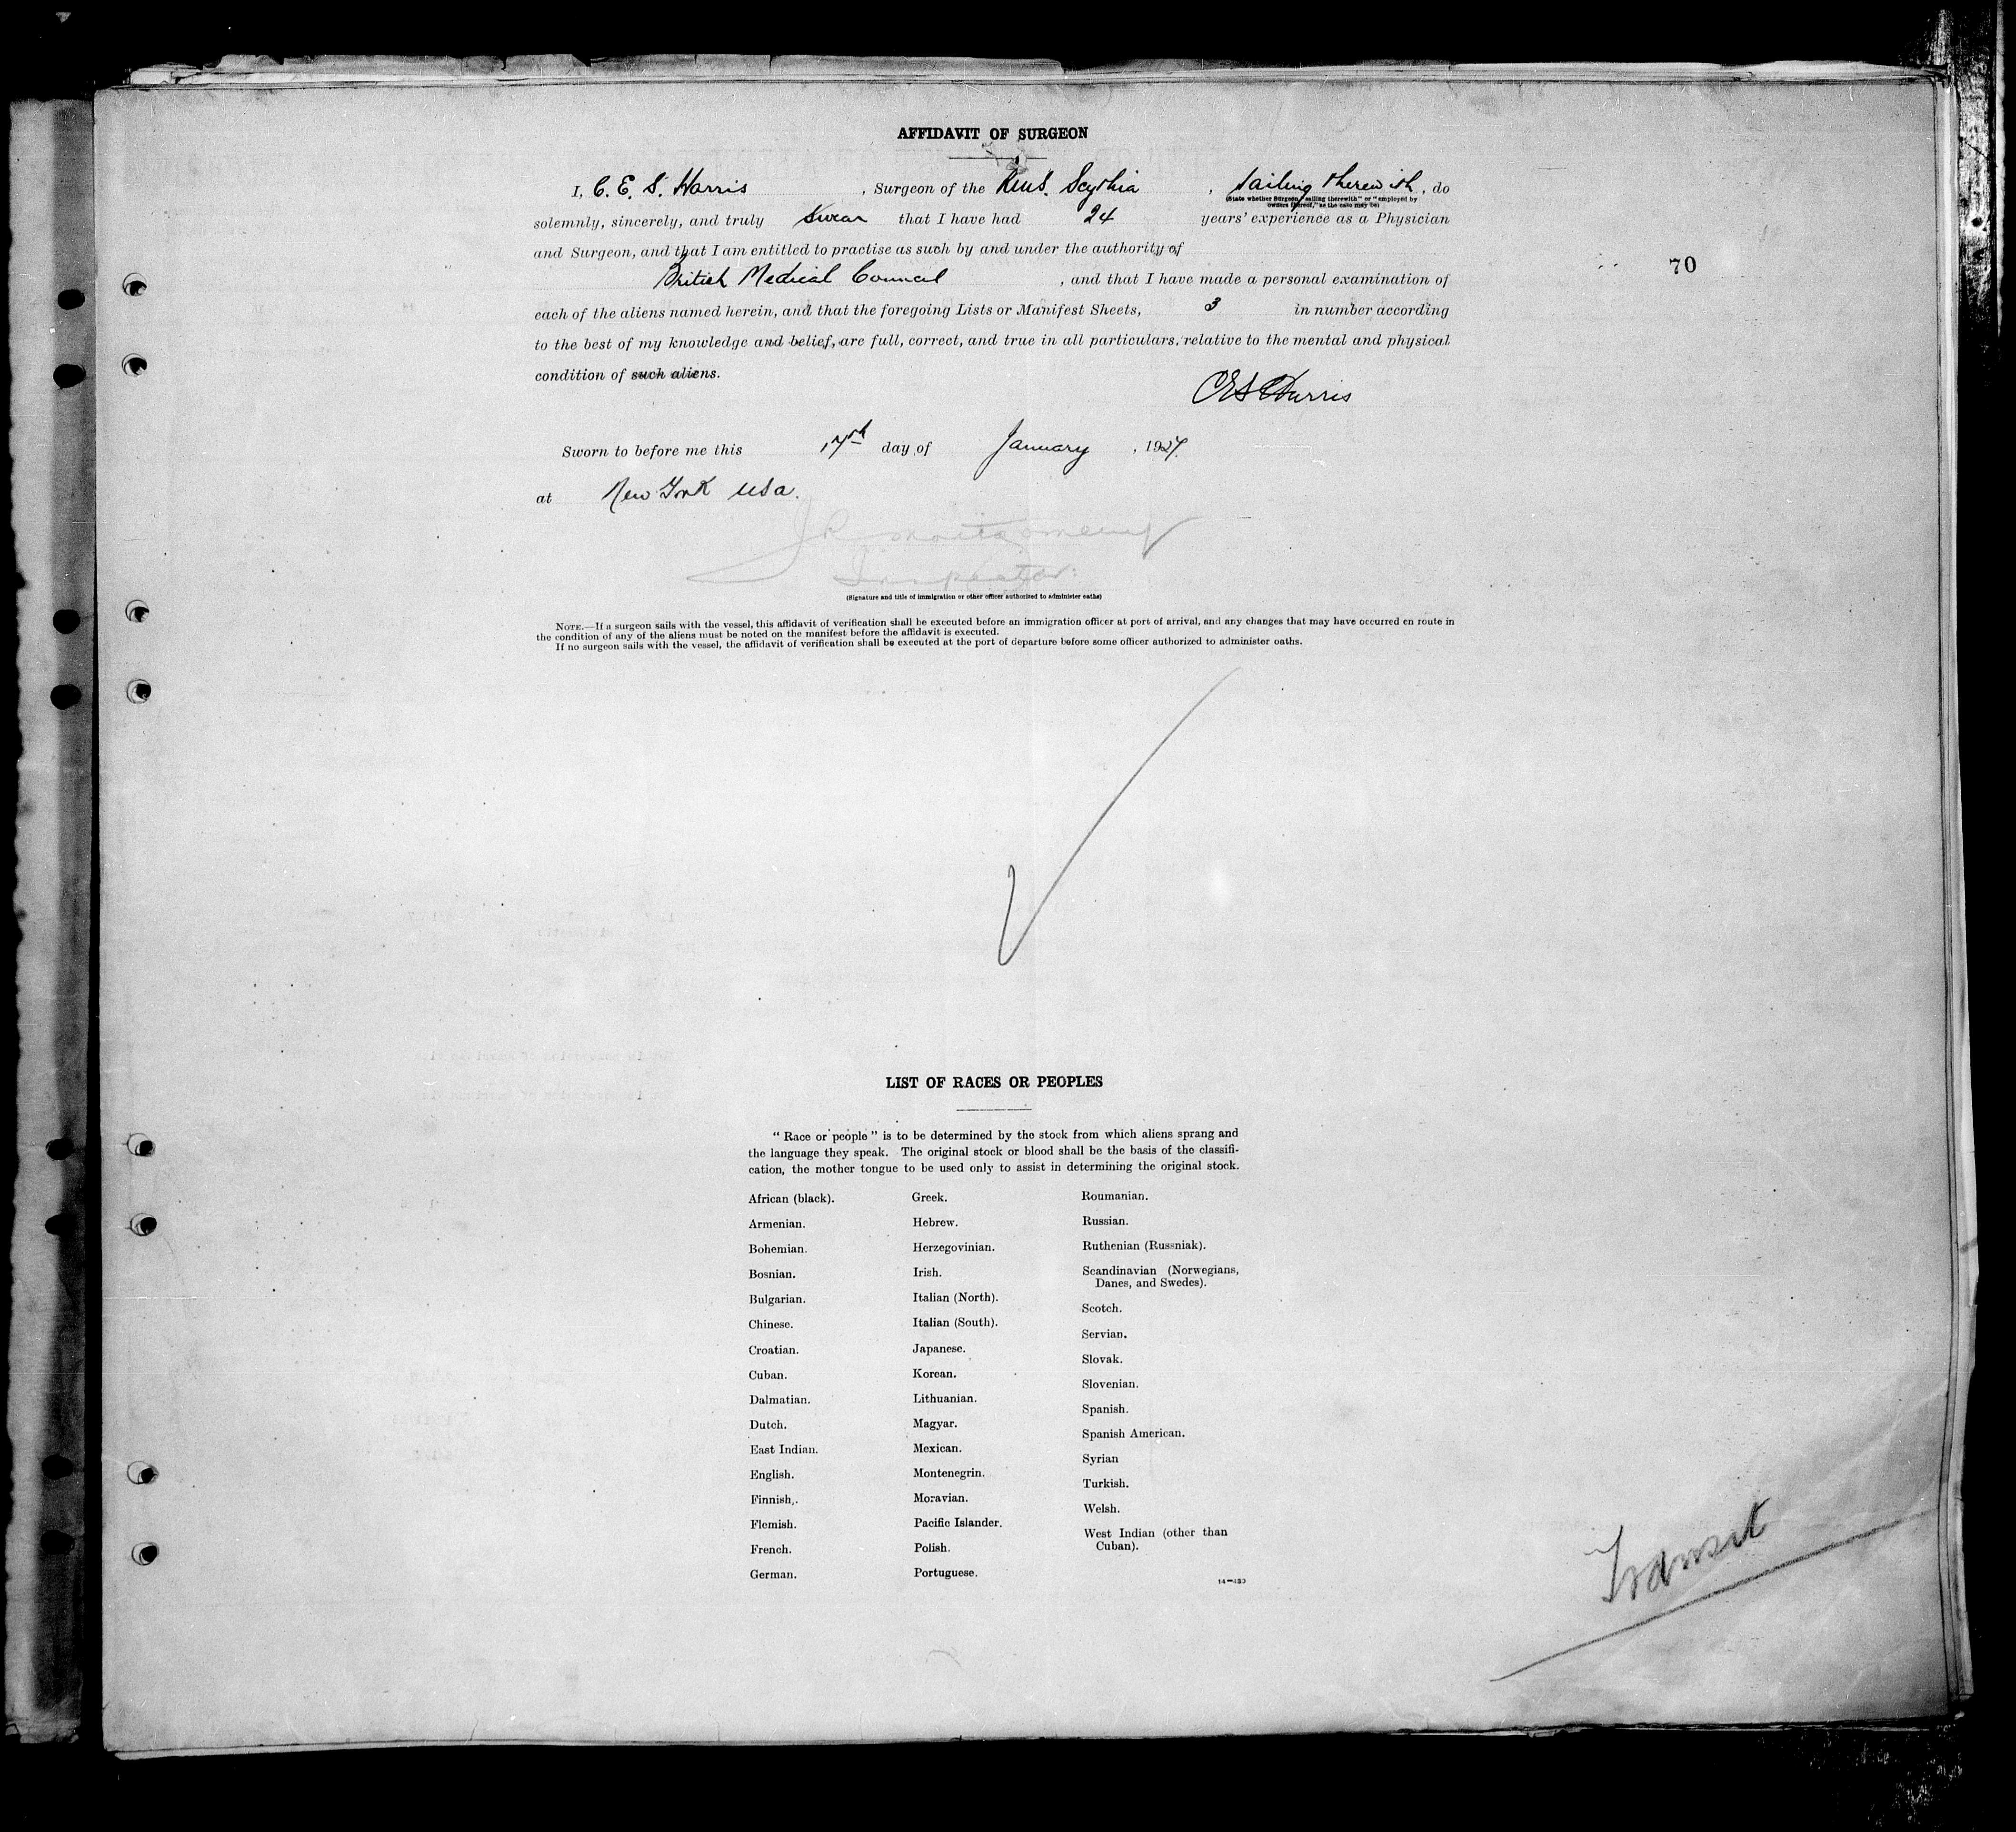 AFFIDAVIT OF SURGEON
I, C. E. S. Harris, Surgeon of the R.M.S. Scythia, sailing therewith, do
(State whether Surgeon "sailing therewith" or "employed by
owners thereof," as the case may be)
solemnly, sincerely, and truly swear that I have had 24 years' experience as a Physician
and Surgeon, and that I am entitled to practise as such by and under the authority of
70
British Medical Council, and that I have made a personal examination of
each of the aliens named herein, and that the foregoing Lists or Manifest Sheets, 3 in number according
to the best of my knowledge and belief, are full, correct, and true in all particulars, relative to the mental and physical
condition of such aliens.
C E S Harris
Sworn to before me this 17th day of January, 1927.
at New York USA.
J R Montgomery
Inspector.
(Signature and title of immigration or other officer authorized to administer oaths)
NOTE.—If a surgeon sails with the vessel, this affidavit of verification shall be executed before an immigration officer at port of arrival, and any changes that may have occurred en route in
the condition of any of the aliens must be noted on the manifest before the affidavit is executed.
If no surgeon sails with the vessel, the affidavit of verification shall be executed at the port of departure before some officer authorized to administer oaths.
LIST OF RACES OR PEOPLES
"Race or people" is to be determined by the stock from which aliens sprang and
the language they speak. The original stock or blood shall be the basis of the classifi-
cation, the mother tongue to be used only to assist in determining the original stock.
African (black).
Armenian.
Bohemian.
Bosnian.
Bulgarian.
Chinese.
Croatian.
Cuban.
Dalmatian.
Dutch.
East Indian.
English.
Finnish.
Flemish.
French.
German.
Greek.
Hebrew.
Herzegovinian.
Irish.
Italian (North).
Italian (South).
Japanese.
Korean.
Lithuanian.
Magyar.
Mexican.
Montenegrin.
Moravian.
Pacific Islander.
Polish.
Portuguese.
Roumanian.
Russian.
Ruthenian (Russniak).
Scandinavian (Norwegians,
Danes, and Swedes).
Scotch.
Servian.
Slovak.
Slovenian.
Spanish.
Spanish American.
Syrian
Turkish.
Welsh.
West Indian (other than
Cuban).
Transit